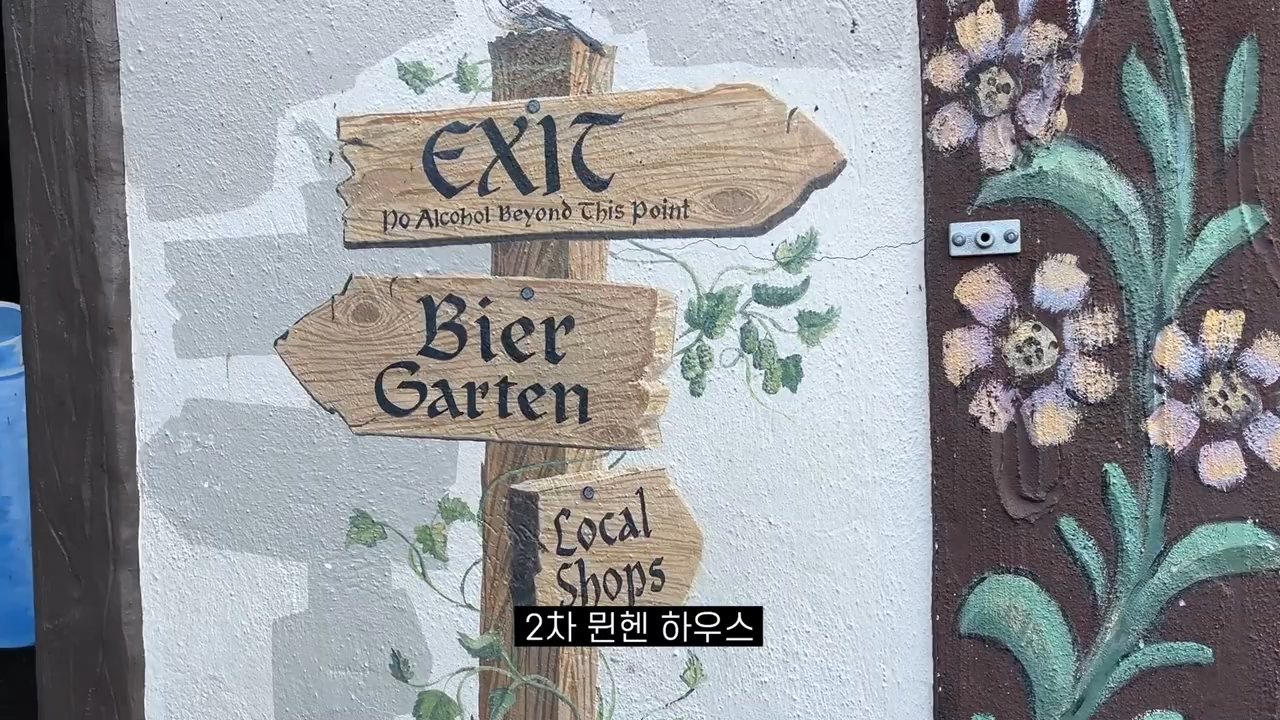 EXIT
No Alcohol Beyond This Point
Bier
Garten
Local
Shops
2차 뮌헨 하우스